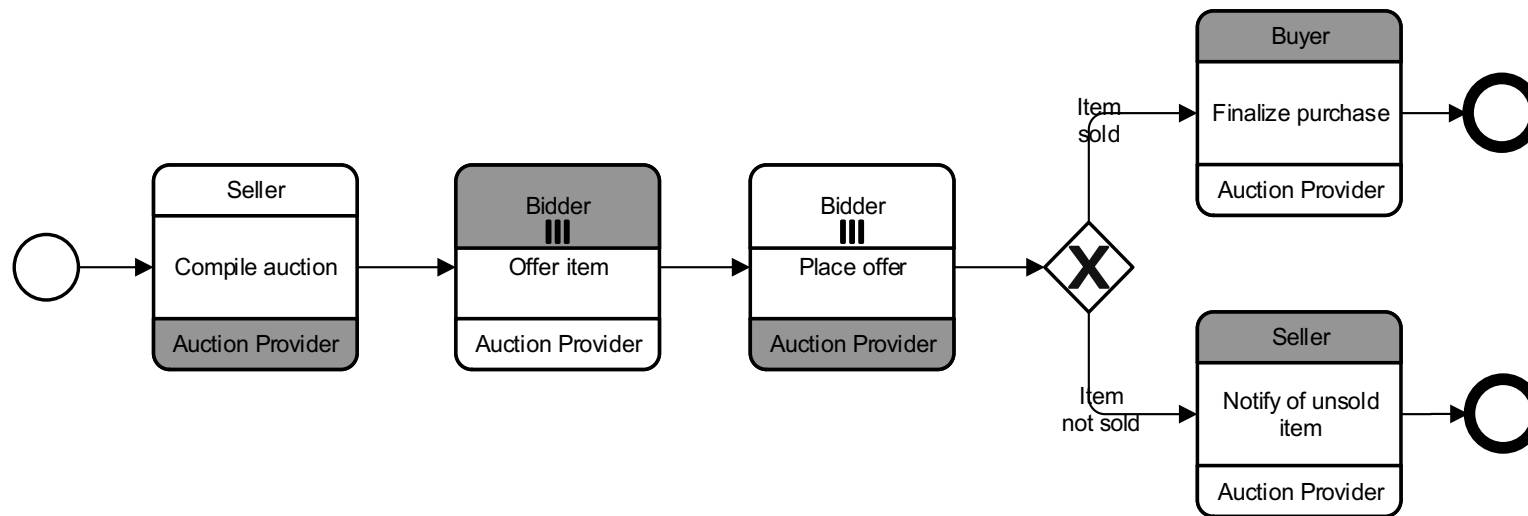 Seller
Compile auction
Auction Provider
Bidder
Offer item
Auction Provider
Bidder
Place offer
Auction Provider
Item
sold
Buyer
Finalize purchase
Auction Provider
Item
not sold
Seller
Notify of unsold
item
Auction Provider